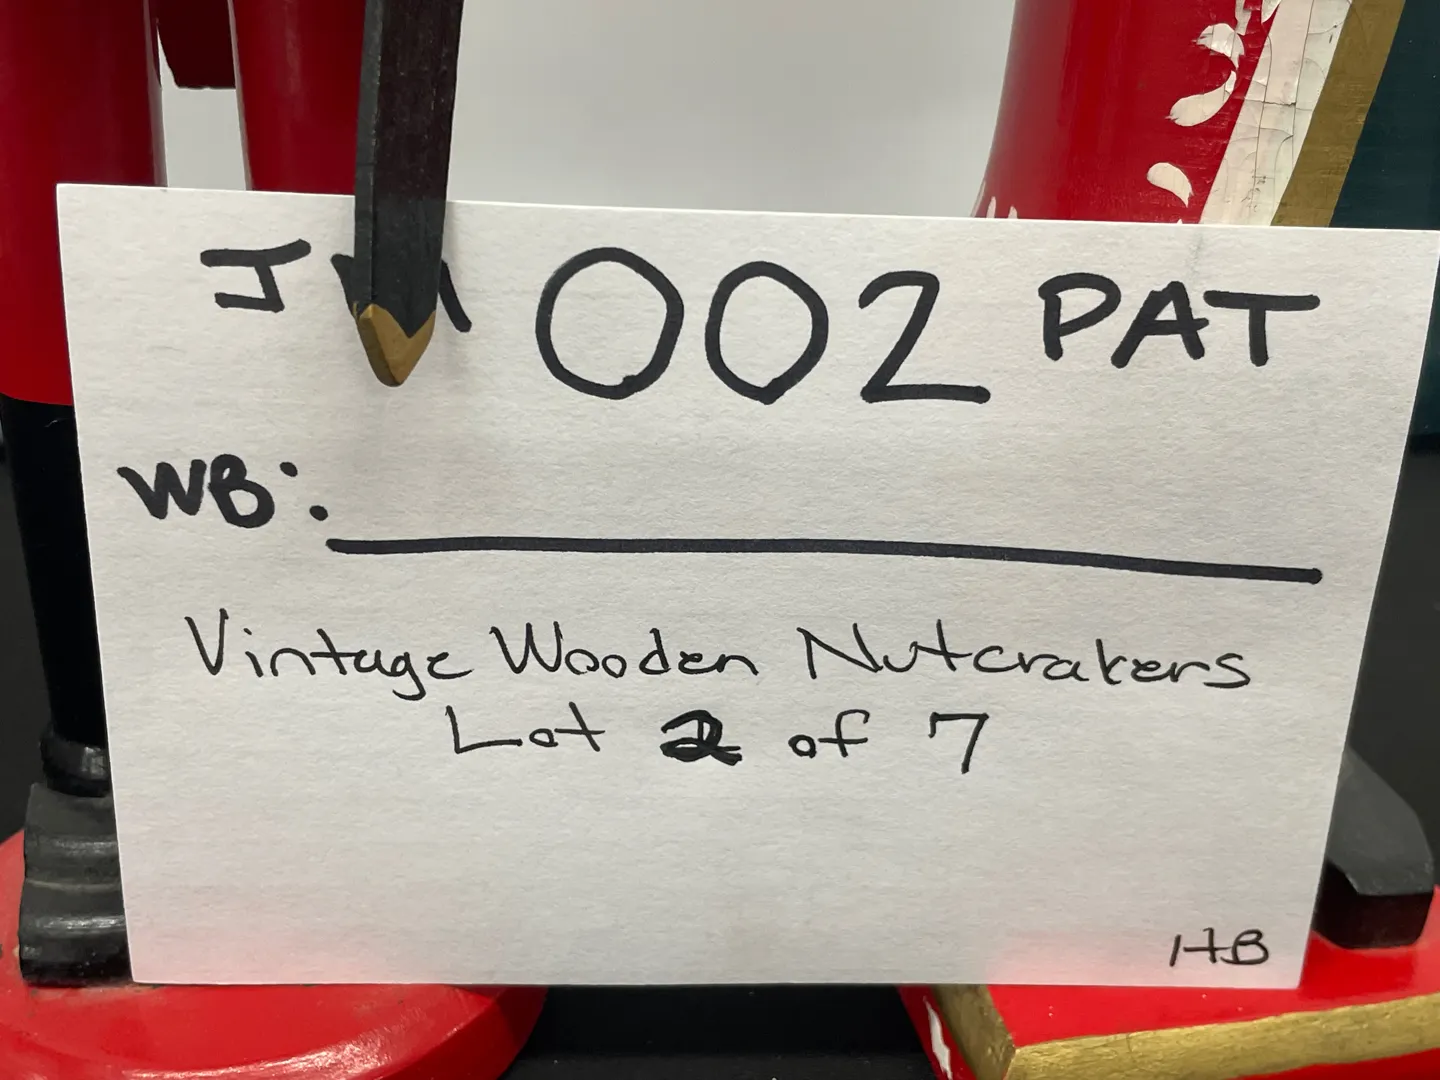 002 PAT
WB:
Vintage Wooden Nutcrakers
Lot 2 of 7
HB